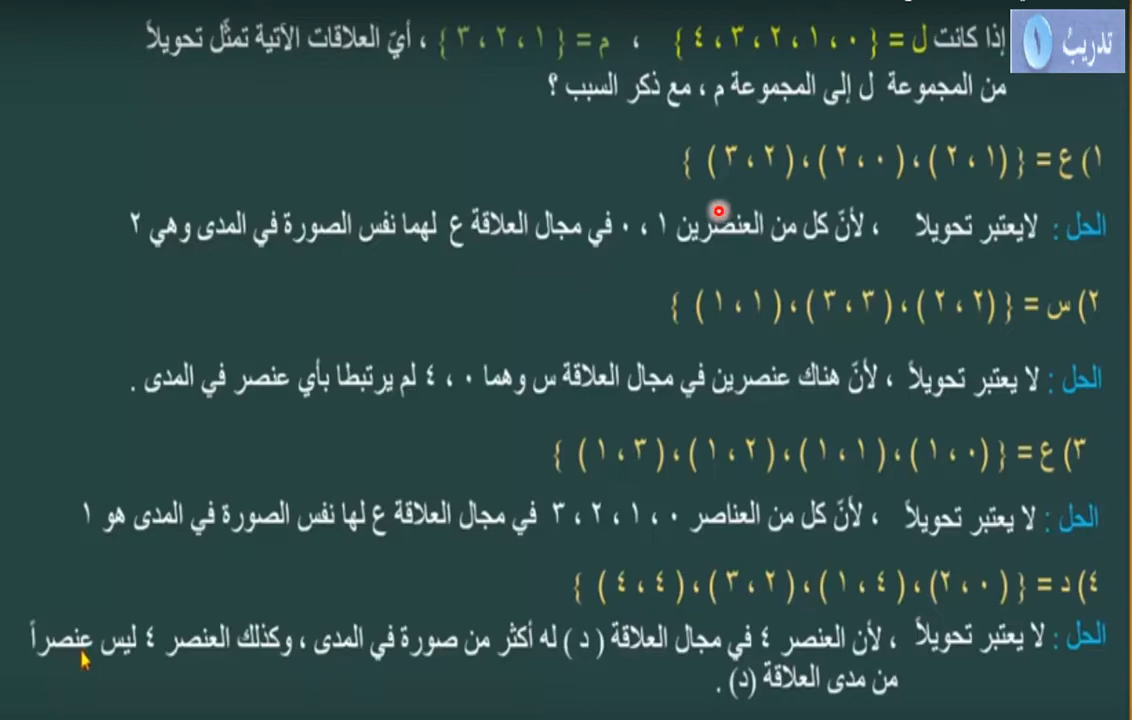 تدريب ١
إذا كانت ل = { ٠ ، ١ ، ٢ ، ٣ ، ٤ } ، م = { ١ ، ٢ ، ٣ } ، أيّ العلاقات الآتية تمثّل تحويلاً
من المجموعة ل إلى المجموعة م ، مع ذكر السبب ؟
١) ع = { (١ ، ٢) ، (٠ ، ٢) ، (٢ ، ٣) }
الحل : لايعتبر تحويلا ، لأنّ كل من العنصرين ١ ، ٠ في مجال العلاقة ع لهما نفس الصورة في المدى وهي ٢
٢) س = { (٢ ، ٢) ، (٣ ، ٣) ، (١ ، ١) }
الحل : لا يعتبر تحويلاً ، لأنّ هناك عنصرين في مجال العلاقة س وهما ٠ ، ٤ لم يرتبطا بأي عنصر في المدى .
٣) ع = { (٠ ، ١) ، (١ ، ١) ، (٢ ، ١) ، (٣ ، ١) }
الحل : لا يعتبر تحويلاً ، لأنّ كل من العناصر ٠ ، ١ ، ٢ ، ٣ في مجال العلاقة ع لها نفس الصورة في المدى هو ١
٤) د = { (٠ ، ٢) ، (٤ ، ١) ، (٢ ، ٣) ، (٤ ، ٤) }
الحل : لا يعتبر تحويلاً ، لأن العنصر ٤ في مجال العلاقة ( د ) له أكثر من صورة في المدى ، وكذلك العنصر ٤ ليس عنصراً
من مدى العلاقة (د) .